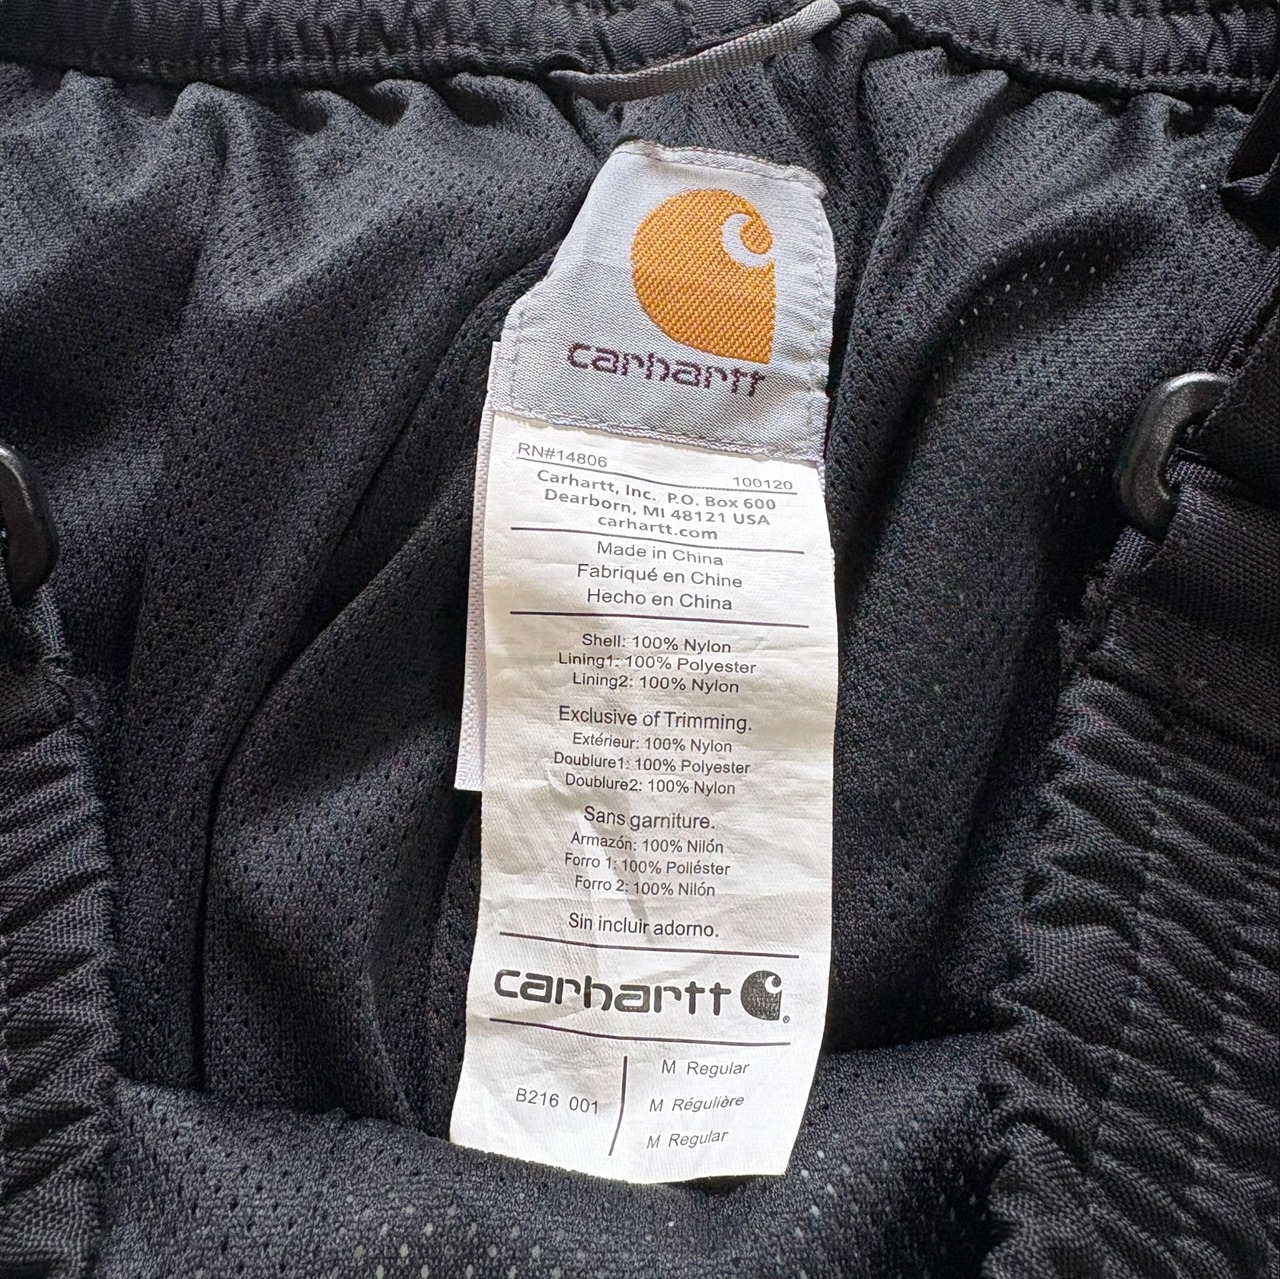 carhartt
RN#14806
100120
Carhartt, Inc. P.O. Box 600
Dearborn, MI 48121 USA
carhartt.com
Made in China
Fabriqué en Chine
Hecho en China
Shell: 100% Nylon
Lining1: 100% Polyester
Lining2: 100% Nylon
Exclusive of Trimming.
Extérieur: 100% Nylon
Doublure1: 100% Polyester
Doublure2: 100% Nylon
Sans garniture.
Armazón: 100% Nilón
Forro 1: 100% Poliéster
Forro 2: 100% Nilón
Sin incluir adorno.
carhartt ®
B216 001
M Regular
M Régulière
M Regular